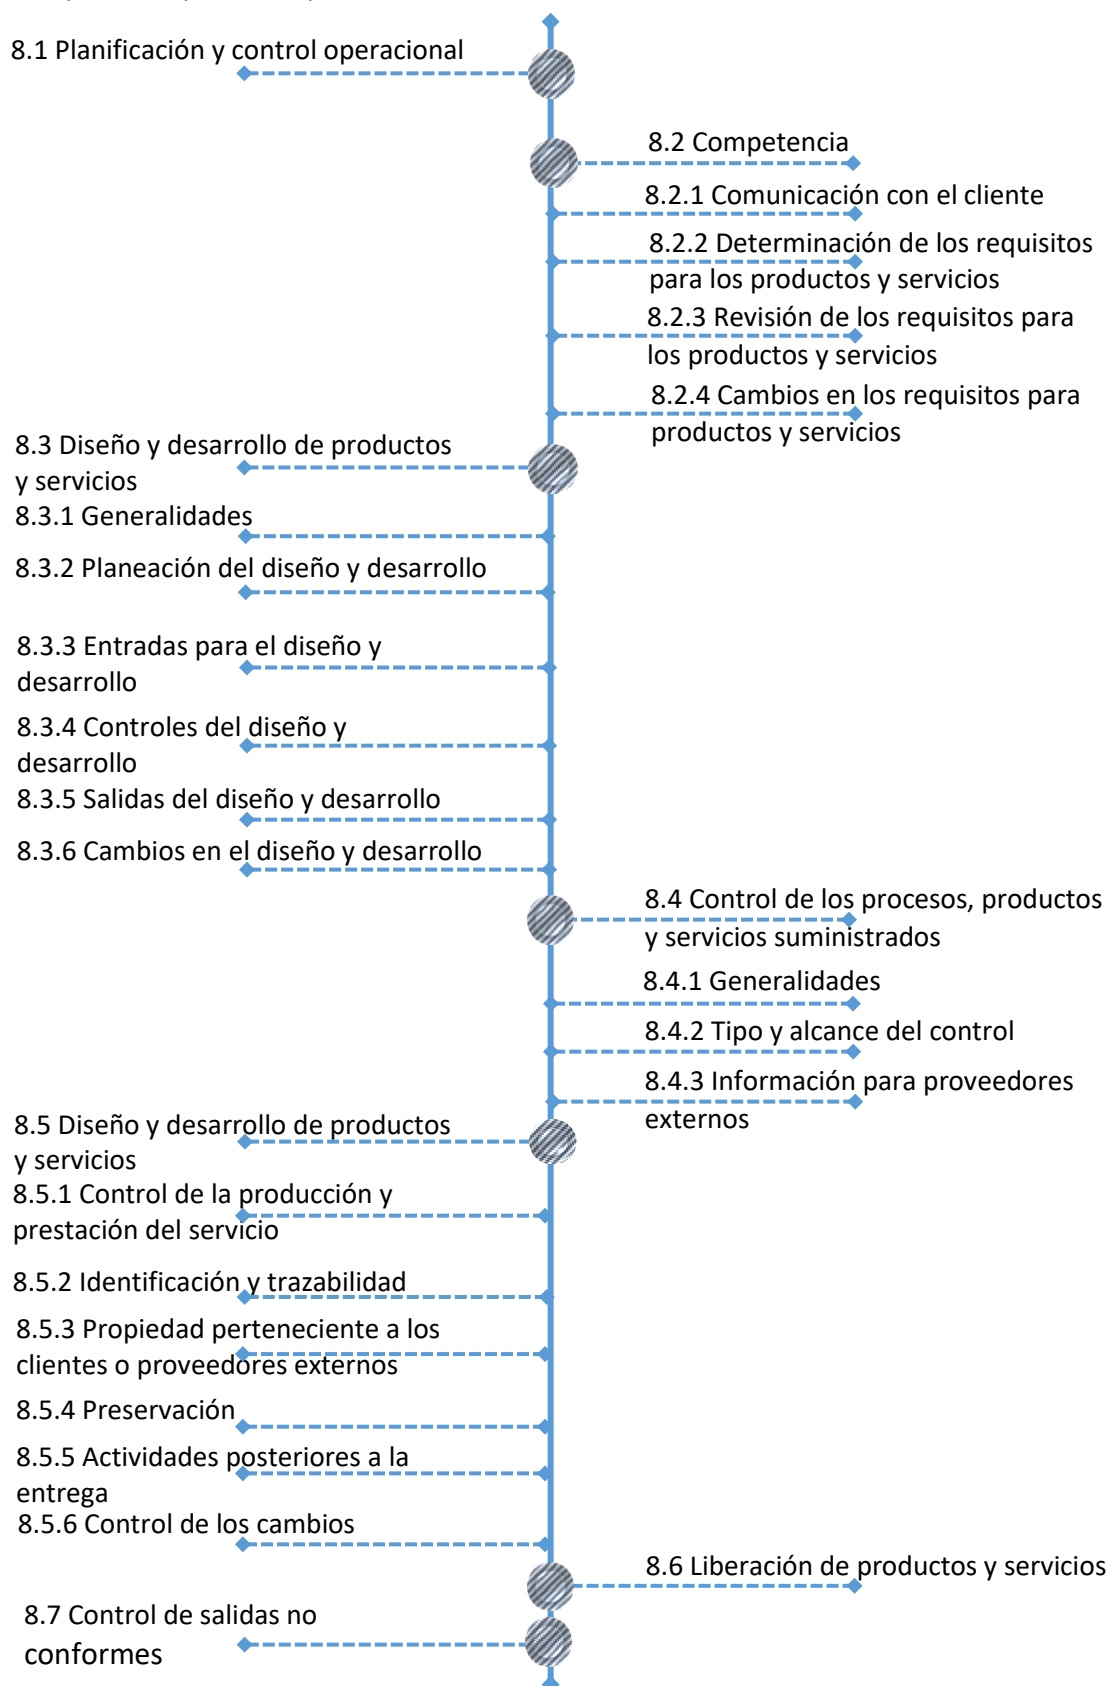 8.1 Planificación y control operacional
8.2 Competencia
8.2.1 Comunicación con el cliente
8.2.2 Determinación de los requisitos
para los productos y servicios
8.2.3 Revisión de los requisitos para
los productos y servicios
8.2.4 Cambios en los requisitos para
productos y servicios
8.3 Diseño y desarrollo de productos
y servicios
8.3.1 Generalidades
8.3.2 Planeación del diseño y desarrollo
8.3.3 Entradas para el diseño y
desarrollo
8.3.4 Controles del diseño y
desarrollo
8.3.5 Salidas del diseño y desarrollo
8.3.6 Cambios en el diseño y desarrollo
8.4 Control de los procesos, productos
y servicios suministrados
8.4.1 Generalidades
8.4.2 Tipo y alcance del control
8.4.3 Información para proveedores
externos
8.5 Diseño y desarrollo de productos
y servicios
8.5.1 Control de la producción y
prestación del servicio
8.5.2 Identificación y trazabilidad
8.5.3 Propiedad perteneciente a los
clientes o proveedores externos
8.5.4 Preservación
8.5.5 Actividades posteriores a la
entrega
8.5.6 Control de los cambios
8.6 Liberación de productos y servicios
8.7 Control de salidas no
conformes